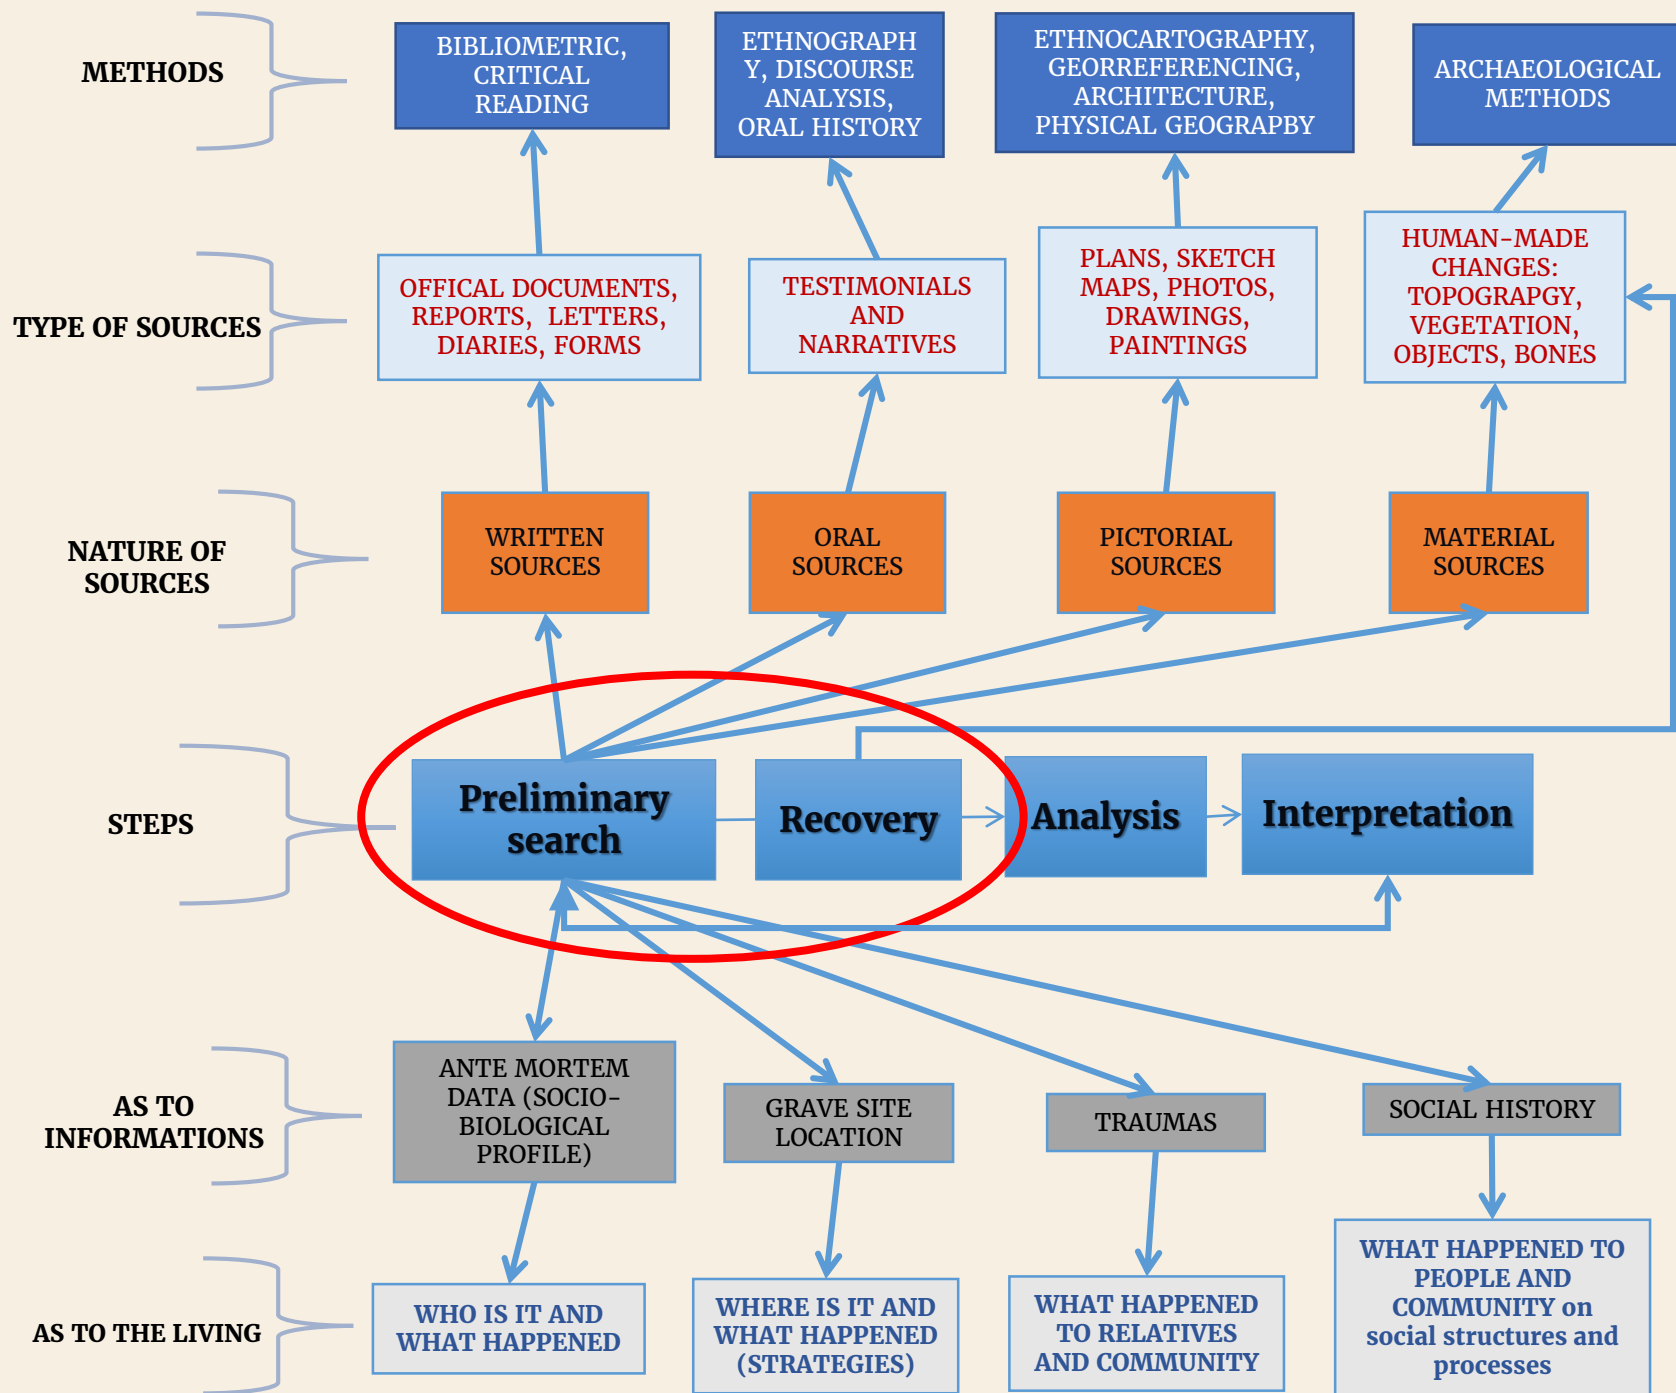 METHODS
BIBLIOMETRIC,
CRITICAL
READING
ETHNOGRAPH
Y, DISCOURSE
ANALYSIS,
ORAL HISTORY
ETHNOCARTOGRAPHY,
GEORREFERENCING,
ARCHITECTURE,
PHYSICAL GEOGRAPBY
ARCHAEOLOGICAL
METHODS
TYPE OF SOURCES
OFFICAL DOCUMENTS,
REPORTS, LETTERS,
DIARIES, FORMS
TESTIMONIALS
AND
NARRATIVES
PLANS, SKETCH
MAPS, PHOTOS,
DRAWINGS,
PAINTINGS
HUMAN-MADE
CHANGES:
TOPOGRAPGY,
VEGETATION,
OBJECTS, BONES
NATURE OF
SOURCES
WRITTEN
SOURCES
ORAL
SOURCES
PICTORIAL
SOURCES
MATERIAL
SOURCES
STEPS
Preliminary
search
Recovery
Analysis
Interpretation
AS TO
INFORMATIONS
ANTE MORTEM
DATA (SOCIO-
BIOLOGICAL
PROFILE)
GRAVE SITE
LOCATION
TRAUMAS
SOCIAL HISTORY
AS TO THE LIVING
WHO IS IT AND
WHAT HAPPENED
WHERE IS IT AND
WHAT HAPPENED
(STRATEGIES)
WHAT HAPPENED
TO RELATIVES
AND COMMUNITY
WHAT HAPPENED TO
PEOPLE AND
COMMUNITY on
social structures and
processes